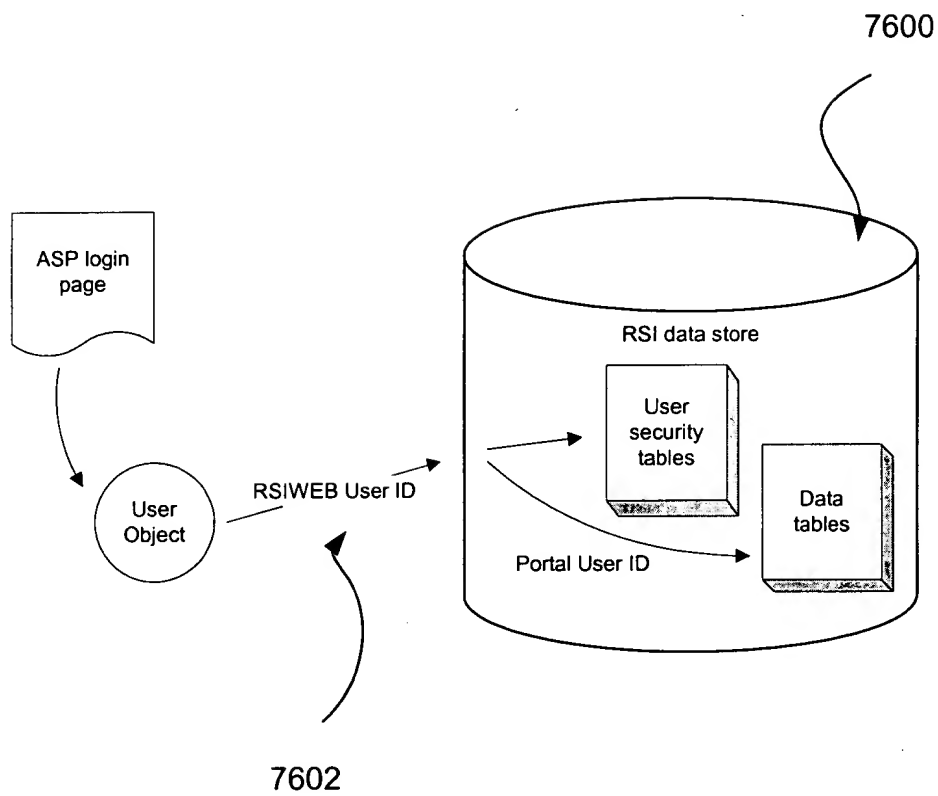 7600
ASP login
page
RSI data store
User
security
tables
RSIWEB User ID
User
Object
Data
tables
Portal User ID
7602